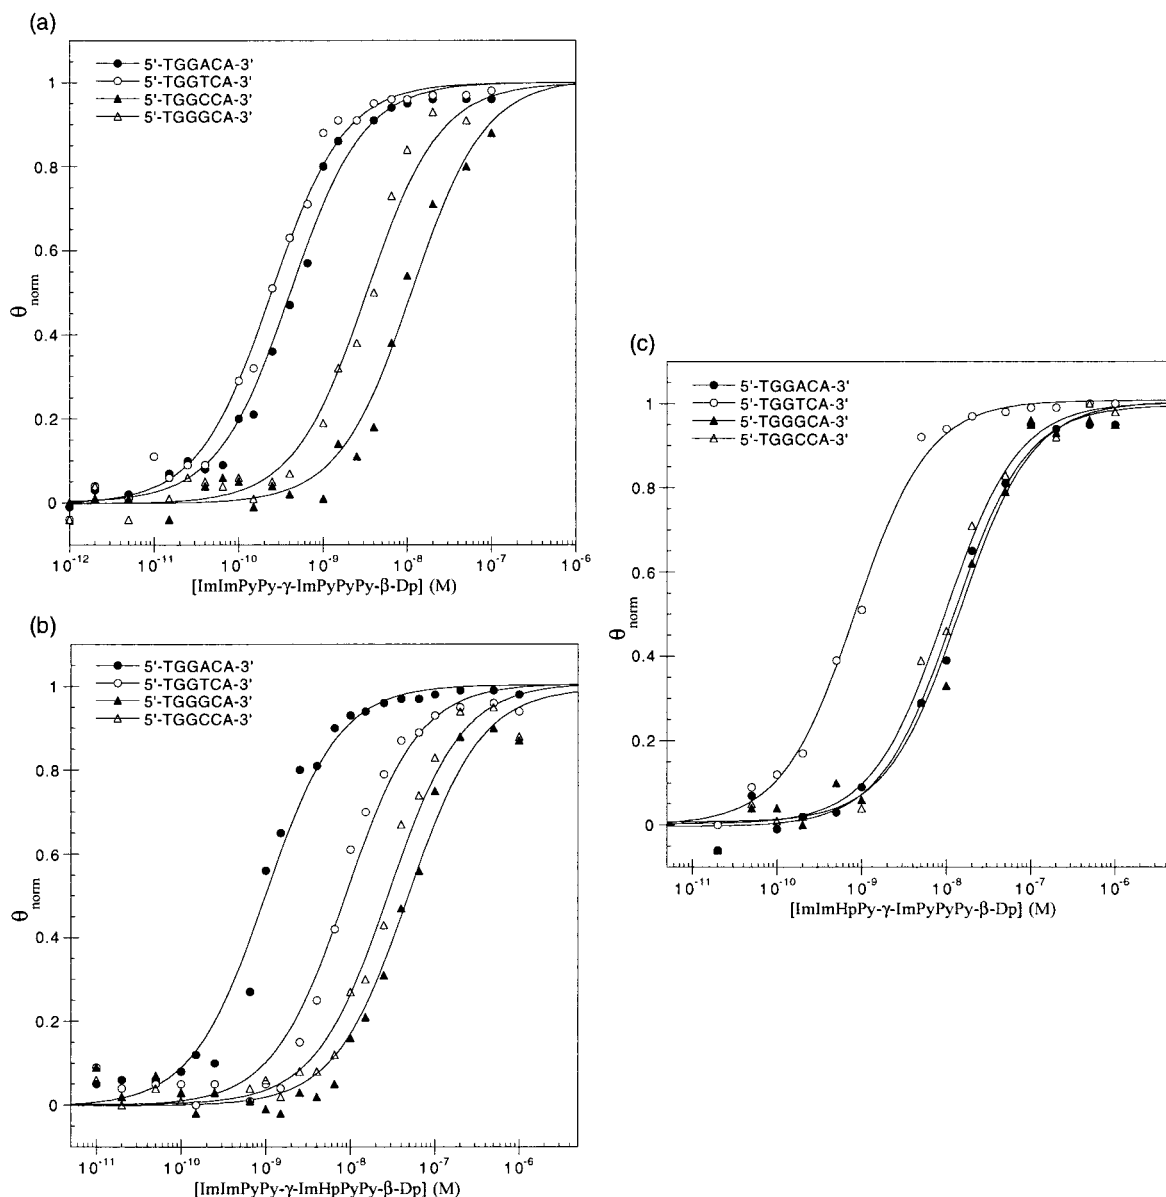 (a)
5'-TGGACA-3'
5'-TGGTCA-3'
5'-TGGCCA-3'
5'-TGGGCA-3'
1
0.8
0.6
0.4
0.2
0
θnorm
10-12 10-11 10-10 10-9 10-8 10-7 10-6
[ImImPyPy-γ-ImPyPyPy-β-Dp] (M)
(b)
5'-TGGACA-3'
5'-TGGTCA-3'
5'-TGGGCA-3'
5'-TGGCCA-3'
1
0.8
0.6
0.4
0.2
0
θnorm
10-11 10-10 10-9 10-8 10-7 10-6
[ImImPyPy-γ-ImHpPyPy-β-Dp] (M)
(c)
5'-TGGACA-3'
5'-TGGTCA-3'
5'-TGGGCA-3'
5'-TGGCCA-3'
1
0.8
0.6
0.4
0.2
0
θnorm
10-11 10-10 10-9 10-8 10-7 10-6
[ImImHpPy-γ-ImPyPyPy-β-Dp] (M)